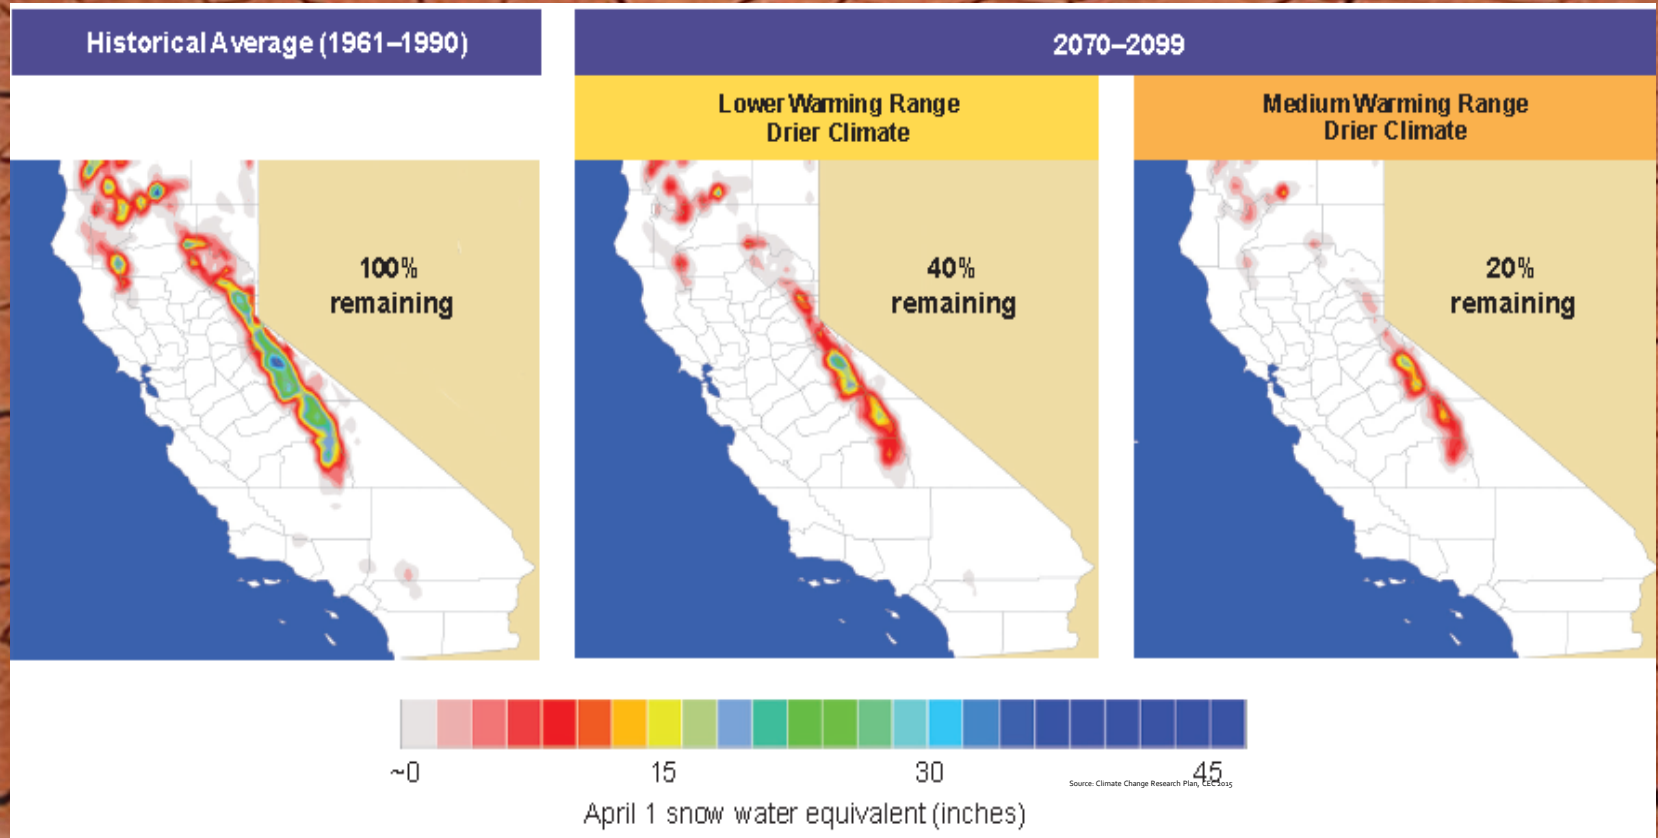 Historical Average (1961–1990)
2070–2099
Lower Warming Range
Drier Climate
Medium Warming Range
Drier Climate
100%
remaining
40%
remaining
20%
remaining
~0
15
30
45
Source: Climate Change Research Plan, CEC 2015
April 1 snow water equivalent (inches)